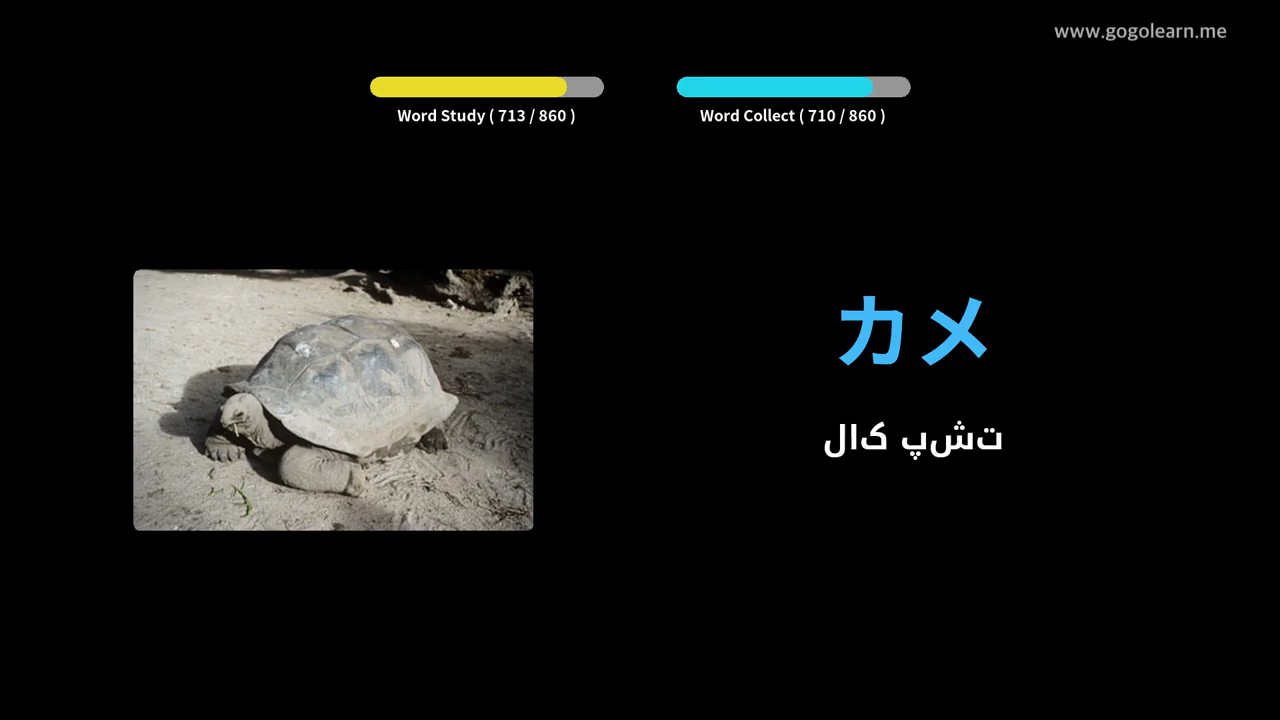 www.gogolearn.me
Word Study ( 713 / 860 )
Word Collect ( 710 / 860 )
カメ
تشپ کال